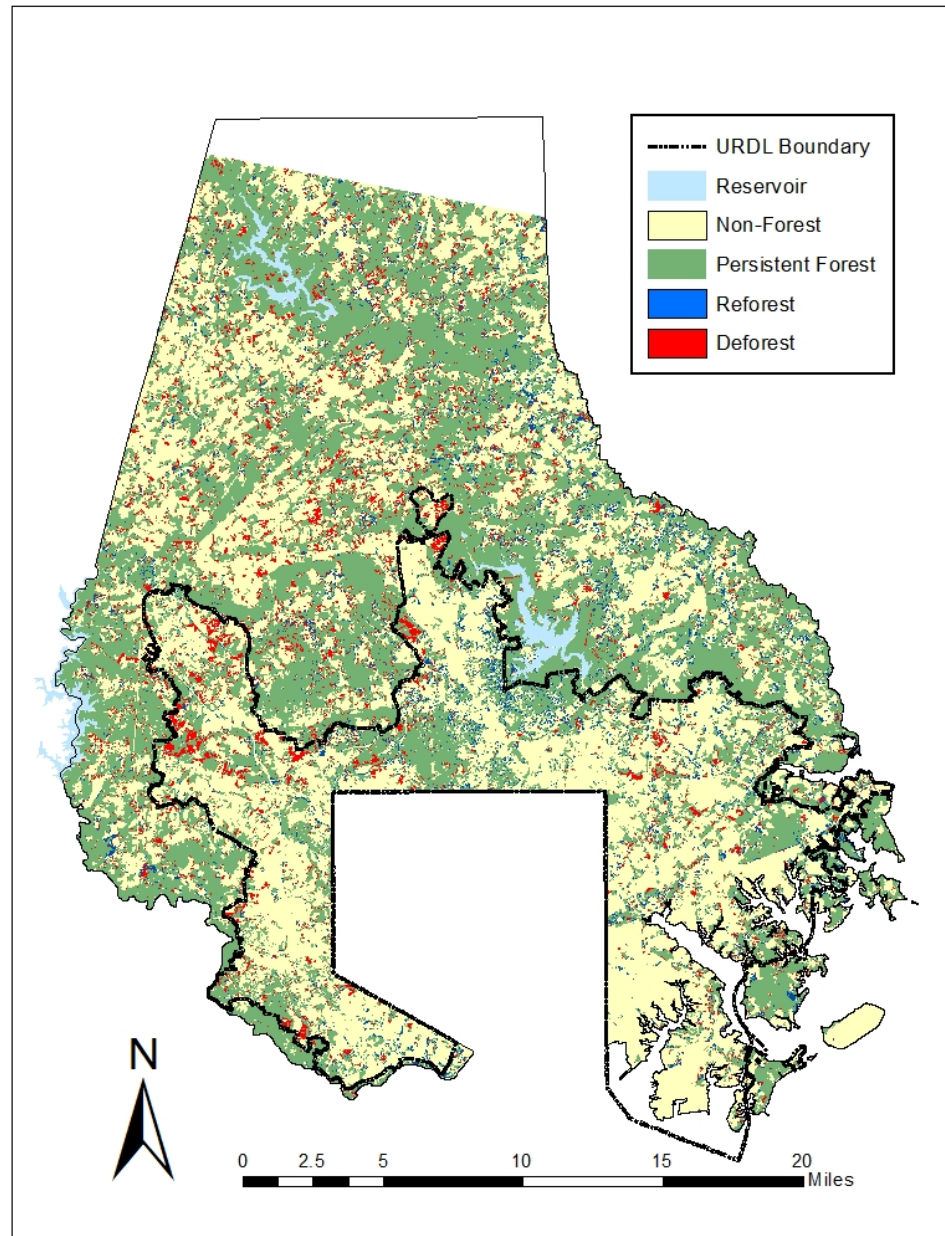 URDL Boundary
Reservoir
Non-Forest
Persistent Forest
Reforest
Deforest
N
0 2.5 5 10 15 20
Miles